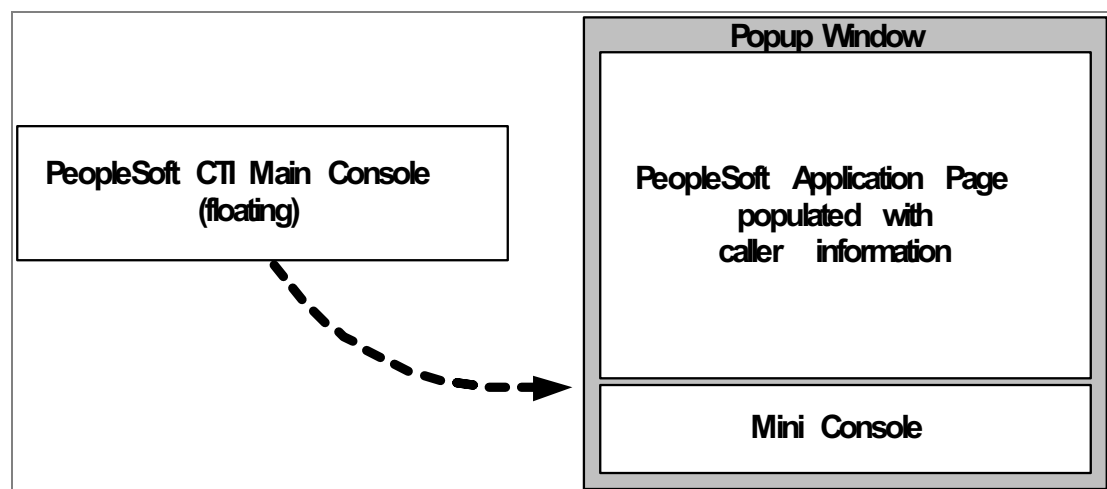 Popup Window
PeopleSoft CTI Main Console
(floating)
PeopleSoft Application Page
populated with
caller information
Mini Console